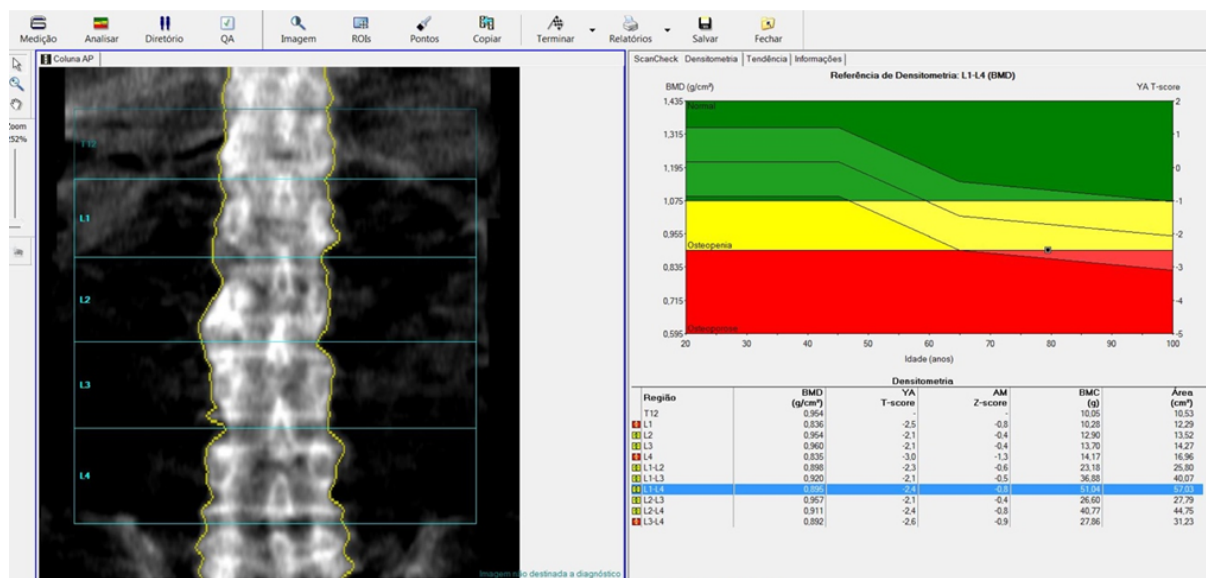 Medição Analisar Diretório QA Imagem ROIs Pontos Copiar Terminar Relatórios Salvar Fechar
Coluna AP
Zoom
252%
T12
L1
L2
L3
L4
Imagem não destinada a diagnóstico
ScanCheck Densitometria Tendência Informações
Referência de Densitometria: L1-L4 (BMD)
BMD (g/cm²) YA T-score
1,435 Normal 2
1,315 1
1,195 0
1,075 -1
0,955 -2
Osteopenia
0,835 -3
0,715 -4
0,595 Osteoporose -5
20 30 40 50 60 70 80 90 100
Idade (anos)
Densitometria
Região BMD (g/cm²) YA T-score AM Z-score BMC (g) Área (cm²)
T12 0,954 - - 10,05 10,53
L1 0,836 -2,5 -0,8 10,28 12,29
L2 0,954 -2,1 -0,4 12,90 13,52
L3 0,960 -2,1 -0,4 13,70 14,27
L4 0,835 -3,0 -1,3 14,17 16,96
L1-L2 0,898 -2,3 -0,6 23,18 25,80
L1-L3 0,920 -2,1 -0,5 36,88 40,07
L1-L4 0,895 -2,4 -0,8 51,04 57,03
L2-L3 0,957 -2,1 -0,4 26,60 27,79
L2-L4 0,911 -2,4 -0,8 40,77 44,75
L3-L4 0,892 -2,6 -0,9 27,86 31,23